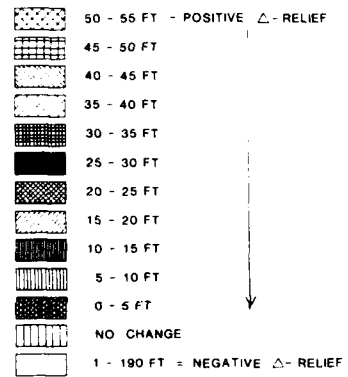 50 - 55 FT - POSITIVE △- RELIEF
45 - 50 FT
40 - 45 FT
35 - 40 FT
30 - 35 FT
25 - 30 FT
20 - 25 FT
15 - 20 FT
10 - 15 FT
5 - 10 FT
0 - 5 FT
NO CHANGE
1 - 190 FT = NEGATIVE △- RELIEF